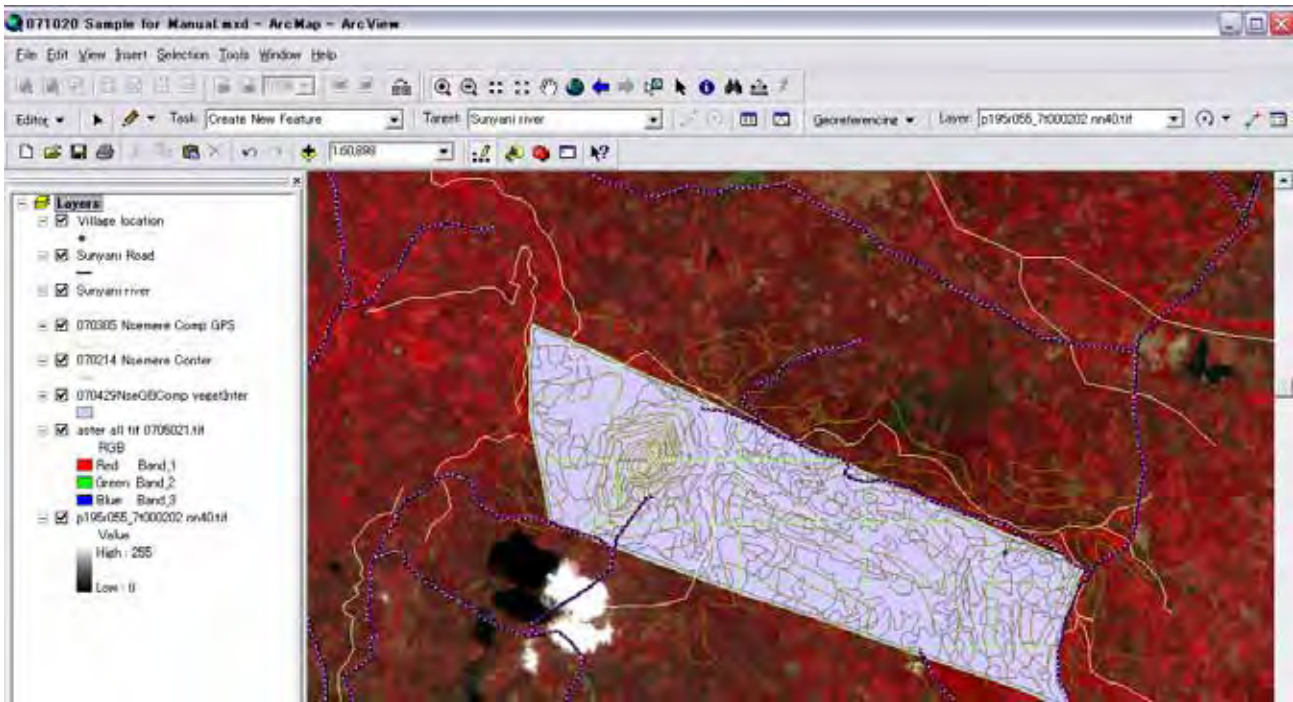 071020 Sample for Manual.mxd - ArcMap - ArcView
File Edit View Insert Selection Tools Window Help
Editor Task: Create New Feature Target: Sunyani river Georeferencing Layer: p195r055_7t000202 nn40.tif
1:60,898
Layers
Village location
Sunyani Road
Sunyani river
070305 Nsemere Comp GPS
070214 Nsemere Conter
070429NseGBComp vegetInter
aster all tif 0705021.tif
RGB
Red Band_1
Green Band_2
Blue Band_3
p195r055_7t000202 nn40.tif
Value
High : 255
Low : 0